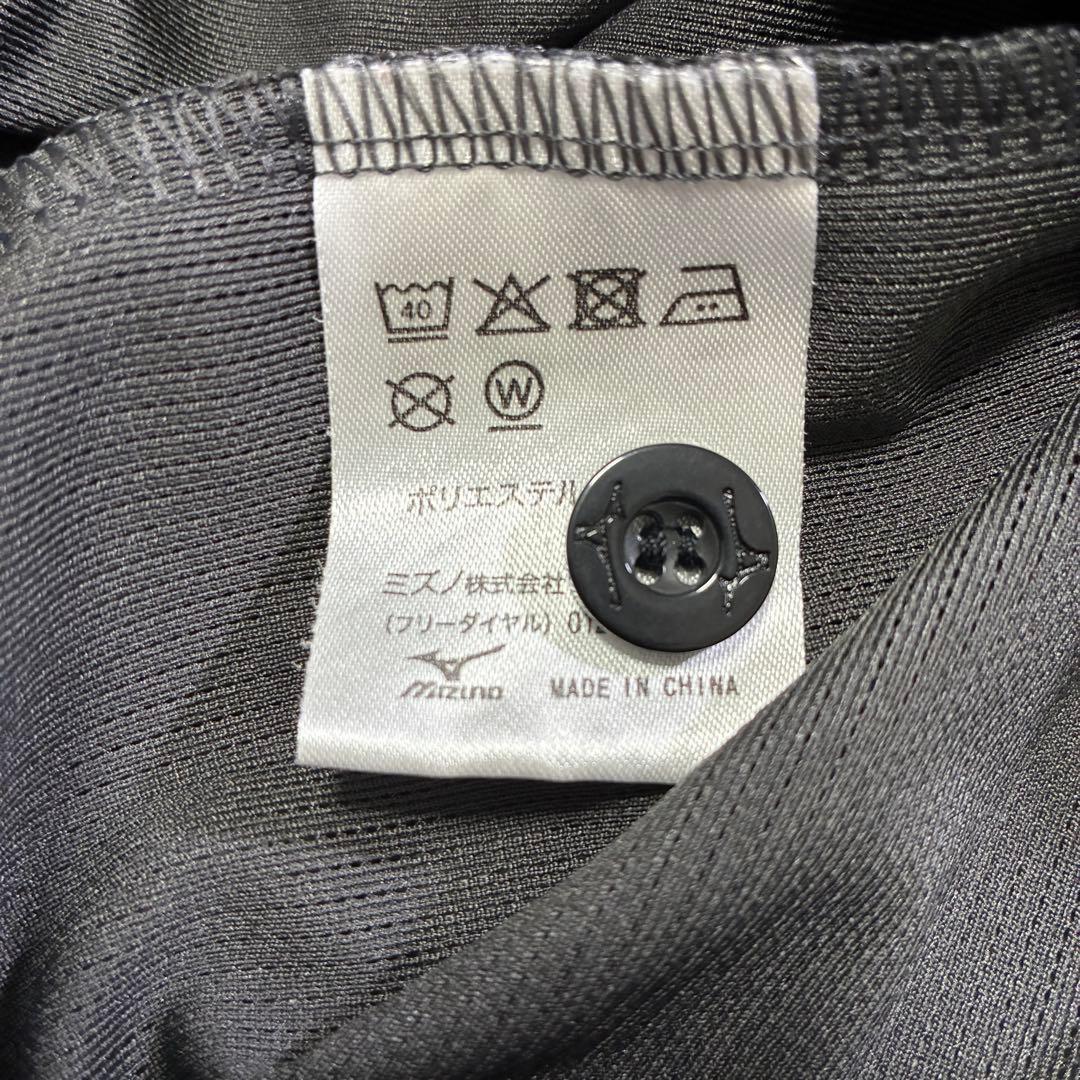 40
W
ポリエステル
ミズノ株式会社
(フリーダイヤル) 012
MIZUNO MADE IN CHINA